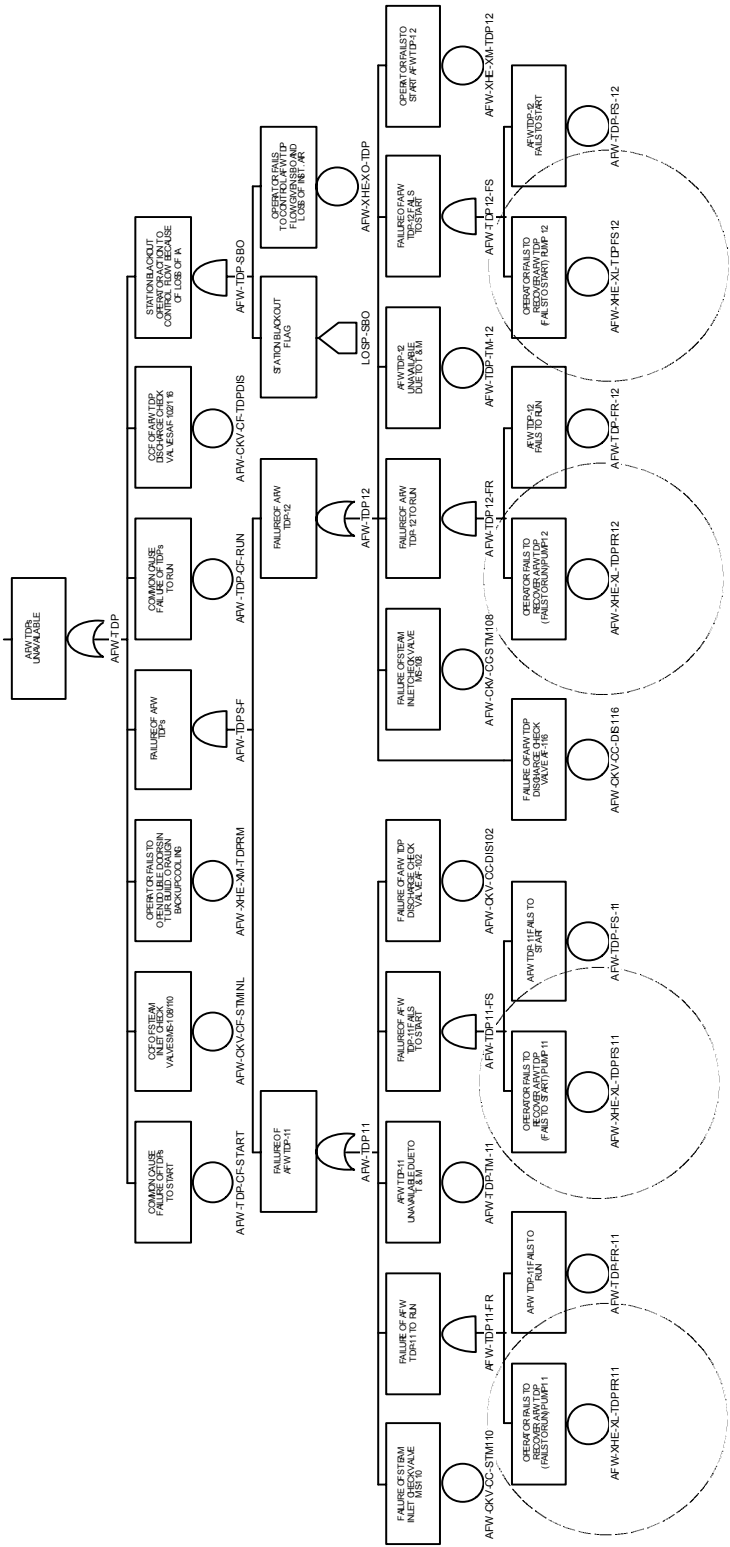 AFW TDPs
UNAVAILABLE
AFW-TDP
COMMON CAUSE
FAILURE OF TDPs
TO START
AFW-TDP-CF-START
CCF OF STEAM
INLET CHECK
VALVES MS-108/110
AFW-CKV-CF-STMINL
OPERATOR FAILS TO
OPEN DOUBLE DOORS IN
TUR. BUILD. OR ALIGN
BACKUP COOLING
AFW-XHE-XM-TDPRM
FAILURE OF AFW
TDPs
AFW-TDPS-F
COMMON CAUSE
FAILURE OF TDPs
TO RUN
AFW-TDP-CF-RUN
CCF OF AFW TDP
DISCHARGE CHECK
VALVES AF-102/116
AFW-CKV-CF-TDPDIS
STATION BLACKOUT
OPERATOR ACTION TO
CONTROL FLOW BECAUSE
OF LOSS OF IA
AFW-TDP-SBO
FAILURE OF
AFW TDP-11
AFW-TDP11
FAILURE OF AFW
TDP-12
AFW-TDP12
STATION BLACKOUT
FLAG
LOSP-SBO
OPERATOR FAILS
TO CONTROL AFW TDP
FLOW GIVEN SBO AND
LOSS OF INST. AIR
AFW-XHE-XO-TDP
FAILURE OF STEAM
INLET CHECK VALVE
MS110
AFW-CKV-CC-STM110
FAILURE OF AFW
TDP-11 TO RUN
AFW-TDP11-FR
AFW TDP-11
UNAVAILABLE DUE TO
T & M
AFW-TDP-TM-11
FAILURE OF AFW
TDP-11 FAILS
TO START
AFW-TDP11-FS
FAILURE OF AFW TDP
DISCHARGE CHECK
VALVE AF-102
AFW-CKV-CC-DIS102
FAILURE OF STEAM
INLET CHECK VALVE
MS-108
AFW-CKV-CC-STM108
FAILURE OF AFW
TDP-12 TO RUN
AFW-TDP12-FR
AFW TDP-12
UNAVAILABLE
DUE TO T & M
AFW-TDP-TM-12
FAILURE OF AFW
TDP-12 FAILS
TO START
AFW-TDP12-FS
OPERATOR FAILS TO
START AFW TDP-12
AFW-XHE-XM-TDP12
OPERATOR FAILS TO
RECOVER AFW TDP
(FAILS TO RUN) PUMP 11
AFW-XHE-XL-TDPFR11
AFW TDP-11 FAILS TO
RUN
AFW-TDP-FR-11
OPERATOR FAILS TO
RECOVER AFW TDP
(FAILS TO START) PUMP 11
AFW-XHE-XL-TDPFS11
AFW TDP-11 FAILS TO
START
AFW-TDP-FS-11
FAILURE OF AFW TDP
DISCHARGE CHECK
VALVE AF-116
AFW-CKV-CC-DIS116
OPERATOR FAILS TO
RECOVER AFW TDP
(FAILS TO RUN) PUMP 12
AFW-XHE-XL-TDPFR12
AFW TDP-12
FAILS TO RUN
AFW-TDP-FR-12
OPERATOR FAILS TO
RECOVER AFW TDP
(FAILS TO START) PUMP 12
AFW-XHE-XL-TDPFS12
AFW TDP-12
FAILS TO START
AFW-TDP-FS-12